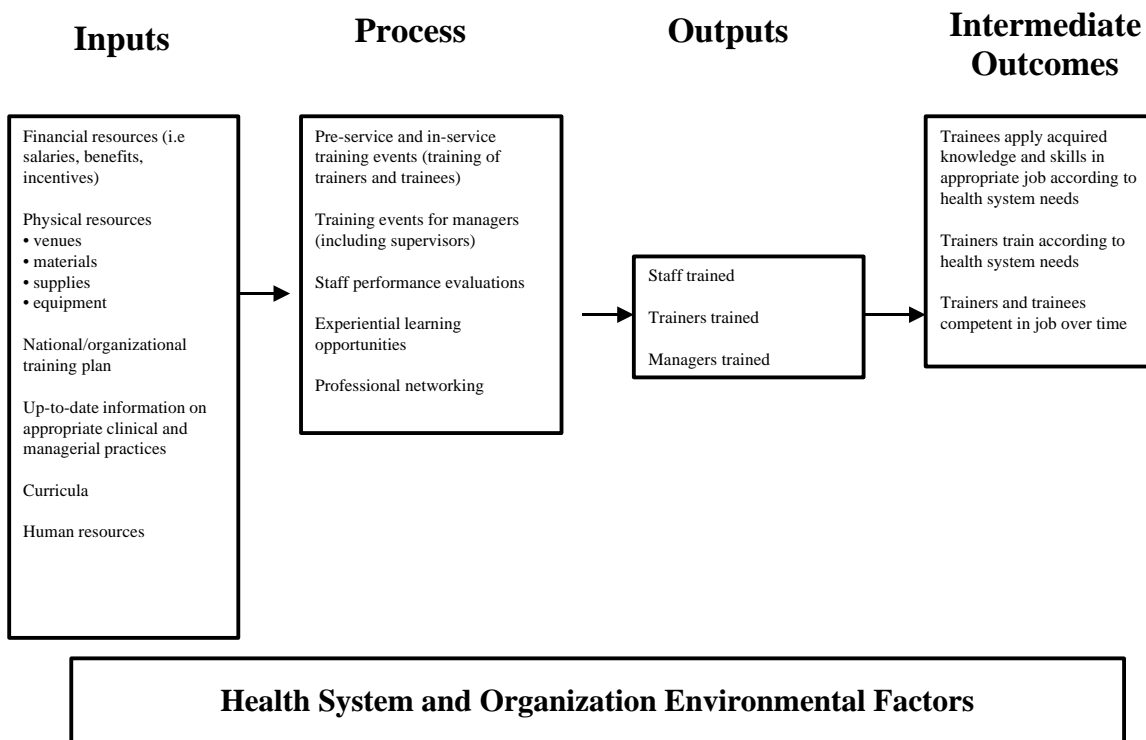 Inputs
Process
Outputs
Intermediate
Outcomes
Financial resources (i.e
salaries, benefits,
incentives)
Physical resources
• venues
• materials
• supplies
• equipment
National/organizational
training plan
Up-to-date information on
appropriate clinical and
managerial practices
Curricula
Human resources
Pre-service and in-service
training events (training of
trainers and trainees)
Training events for managers
(including supervisors)
Staff performance evaluations
Experiential learning
opportunities
Professional networking
Staff trained
Trainers trained
Managers trained
Trainees apply acquired
knowledge and skills in
appropriate job according to
health system needs
Trainers train according to
health system needs
Trainers and trainees
competent in job over time
Health System and Organization Environmental Factors